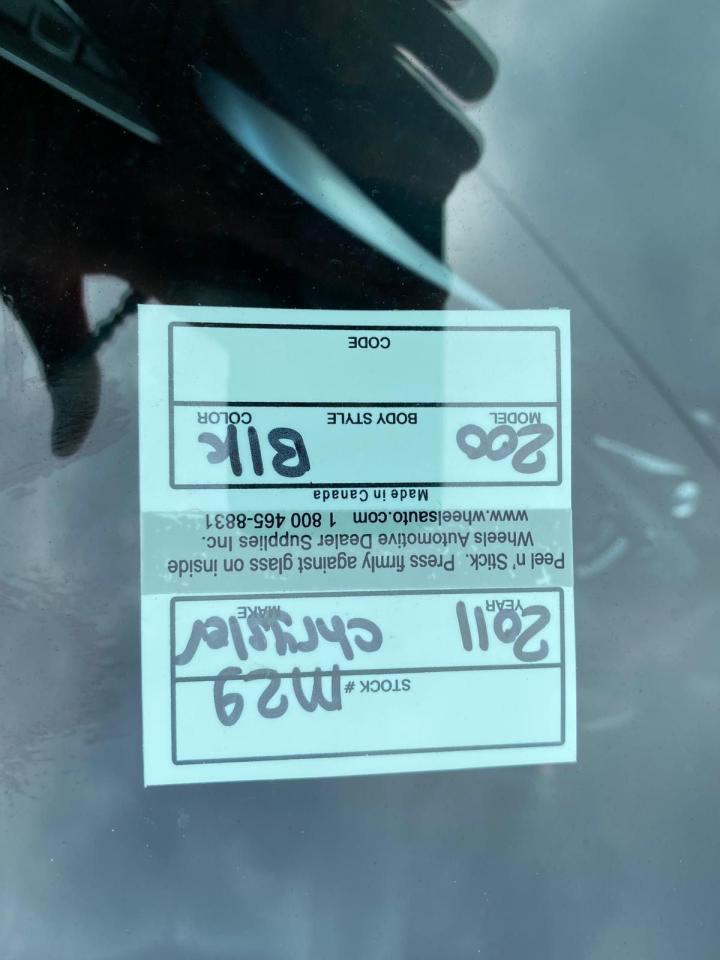 STOCK # M29
YEAR 2011 MAKE Chrysler
Peel n' Stick. Press firmly against glass on inside
Wheels Automotive Dealer Supplies Inc.
www.wheelsauto.com 1 800 465-8831
Made in Canada
200 Blk
MODEL BODY STYLE COLOR
CODE